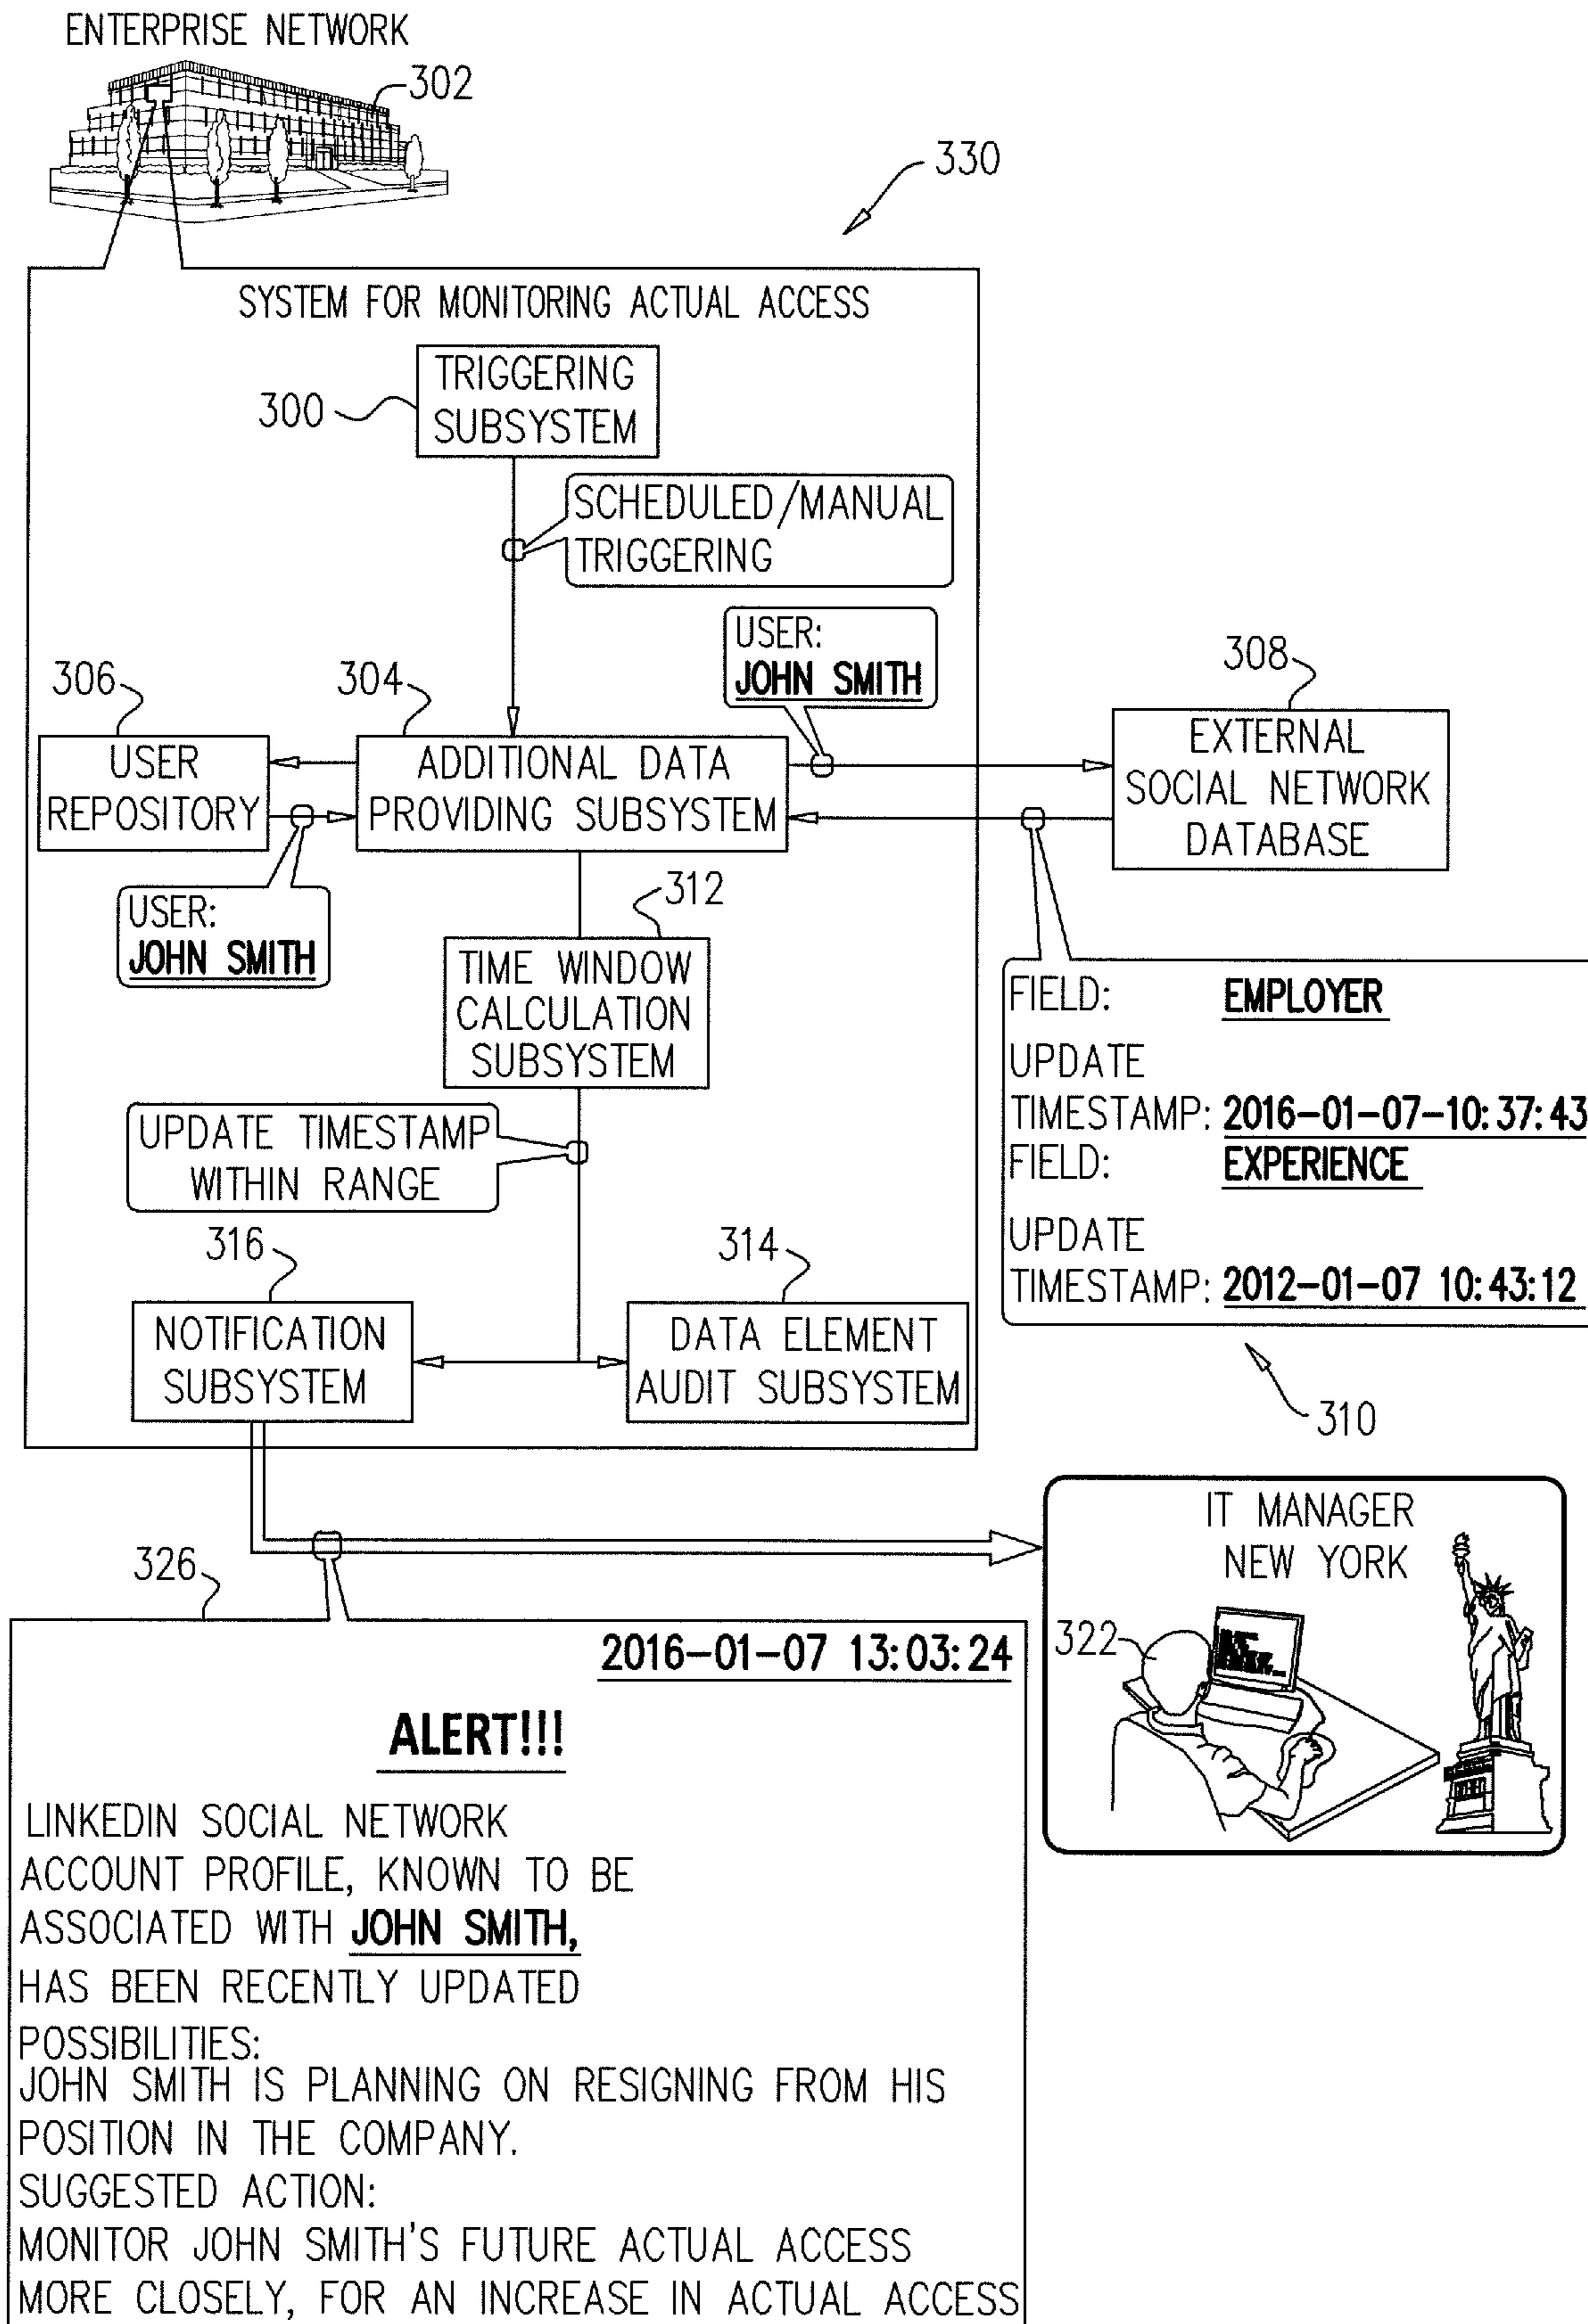 ENTERPRISE NETWORK
302
330
SYSTEM FOR MONITORING ACTUAL ACCESS
TRIGGERING
SUBSYSTEM
300
SCHEDULED/MANUAL
TRIGGERING
USER:
JOHN SMITH
306
304
308
USER
REPOSITORY
ADDITIONAL DATA
PROVIDING SUBSYSTEM
EXTERNAL
SOCIAL NETWORK
DATABASE
USER:
JOHN SMITH
312
TIME WINDOW
CALCULATION
SUBSYSTEM
FIELD: EMPLOYER
UPDATE
TIMESTAMP: 2016-01-07-10:37:43
FIELD: EXPERIENCE
UPDATE
TIMESTAMP: 2012-01-07 10:43:12
310
UPDATE TIMESTAMP
WITHIN RANGE
316
314
NOTIFICATION
SUBSYSTEM
DATA ELEMENT
AUDIT SUBSYSTEM
IT MANAGER
NEW YORK
322
326
2016-01-07 13:03:24
ALERT!!!
LINKEDIN SOCIAL NETWORK
ACCOUNT PROFILE, KNOWN TO BE
ASSOCIATED WITH JOHN SMITH,
HAS BEEN RECENTLY UPDATED
POSSIBILITIES:
JOHN SMITH IS PLANNING ON RESIGNING FROM HIS
POSITION IN THE COMPANY.
SUGGESTED ACTION:
MONITOR JOHN SMITH'S FUTURE ACTUAL ACCESS
MORE CLOSELY, FOR AN INCREASE IN ACTUAL ACCESS